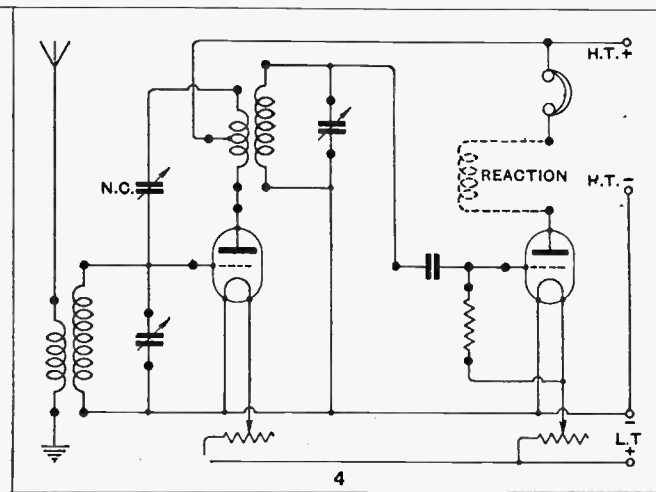 H.T.+
N.C.
REACTION
H.T.-
-
L.T
+
4